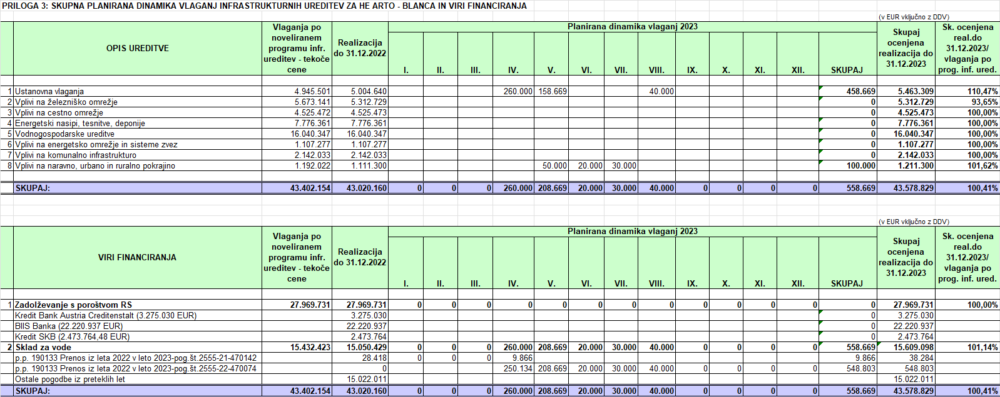 PRILOGA 3: SKUPNA PLANIRANA DINAMIKA VLAGANJ INFRASTRUKTURNIH UREDITEV ZA HE ARTO - BLANCA IN VIRI FINANCIRANJA
(v EUR vključno z DDV)
OPIS UREDITVE Vlaganja po noveliranem programu infr. ureditev - tekoče cene Realizacija do 31.12.2022 Planirana dinamika vlaganj 2023 Skupaj ocenjena realizacija do 31.12.2023 Sk. ocenjena real.do 31.12.2023/ vlaganja po prog. inf. ured.
I. II. III. IV. V. VI. VII. VIII. IX. X. XI. XII. SKUPAJ
1 Ustanovna vlaganja 4.945.501 5.004.640 260.000 158.669 40.000 458.669 5.463.309 110,47%
2 Vplivi na železniško omrežje 5.673.141 5.312.729 0 5.312.729 93,65%
3 Vplivi na cestno omrežje 4.525.472 4.525.473 0 4.525.473 100,00%
4 Energetski nasipi, tesnitve, deponije 7.776.361 7.776.361 0 7.776.361 100,00%
5 Vodnogospodarske ureditve 16.040.347 16.040.347 0 16.040.347 100,00%
6 Vplivi na energetsko omrežje in sisteme zvez 1.107.277 1.107.277 0 1.107.277 100,00%
7 Vplivi na komunalno infrastrukturo 2.142.033 2.142.033 0 2.142.033 100,00%
8 Vplivi na naravno, urbano in ruralno pokrajino 1.192.022 1.111.300 50.000 20.000 30.000 100.000 1.211.300 101,62%
SKUPAJ: 43.402.154 43.020.160 0 0 0 260.000 208.669 20.000 30.000 40.000 0 0 0 0 558.669 43.578.829 100,41%
(v EUR vključno z DDV)
VIRI FINANCIRANJA Vlaganja po noveliranem programu infr. ureditev - tekoče cene Realizacija do 31.12.2022 Planirana dinamika vlaganj 2023 Skupaj ocenjena realizacija do 31.12.2023 Sk. ocenjena real.do 31.12.2023/ vlaganja po prog. inf. ured.
I. II. III. IV. V. VI. VII. VIII. IX. X. XI. XII. SKUPAJ
1 Zadolževanje s poroštvom RS 27.969.731 27.969.731 0 0 0 0 0 0 0 0 0 0 0 0 0 27.969.731 100,00%
Kredit Bank Austria Creditenstalt (3.275.030 EUR) 3.275.030 0 3.275.030
BIIS Banka (22.220.937 EUR) 22.220.937 0 22.220.937
Kredit SKB (2.473.764,48 EUR) 2.473.764 0 2.473.764
2 Sklad za vode 15.432.423 15.050.429 0 0 0 260.000 208.669 20.000 30.000 40.000 0 0 0 0 558.669 15.609.098 101,14%
p.p. 190133 Prenos iz leta 2022 v leto 2023-pog.št.2555-21-470142 28.418 0 0 0 9.866 9.866 38.284
p.p. 190133 Prenos iz leta 2022 v leto 2023-pog.št.2555-22-470074 0 250.134 208.669 20.000 30.000 40.000 0 0 0 0 548.803 548.803
Ostale pogodbe iz preteklih let 15.022.011 15.022.011
SKUPAJ: 43.402.154 43.020.160 0 0 0 260.000 208.669 20.000 30.000 40.000 0 0 0 0 558.669 43.578.829 100,41%